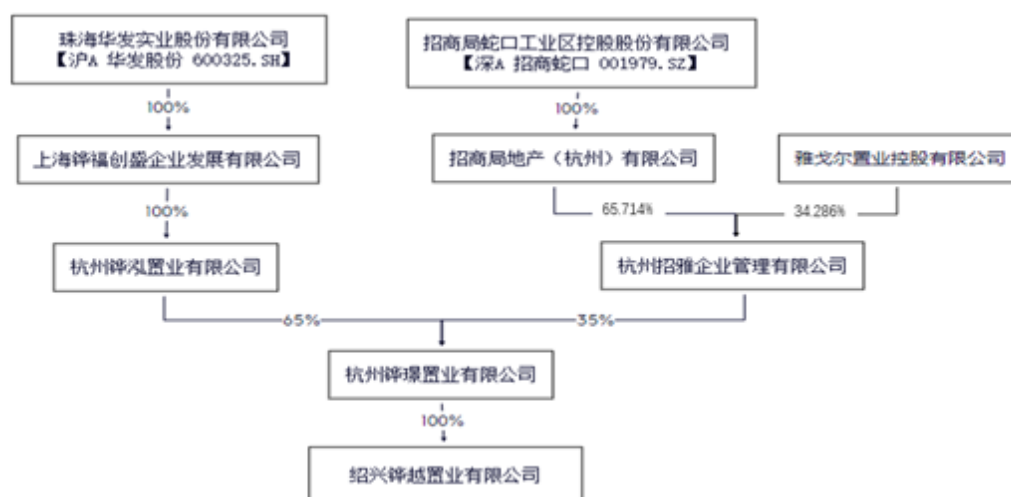 珠海华发实业股份有限公司
【沪A 华发股份 600325.SH】
招商局蛇口工业区控股股份有限公司
【深A 招商蛇口 001979.SZ】
100%
100%
上海铧福创盛企业发展有限公司
招商局地产（杭州）有限公司
雅戈尔置业控股有限公司
100%
65.714%
34.286%
杭州铧泓置业有限公司
杭州招雅企业管理有限公司
65%
35%
杭州铧璟置业有限公司
100%
绍兴铧越置业有限公司